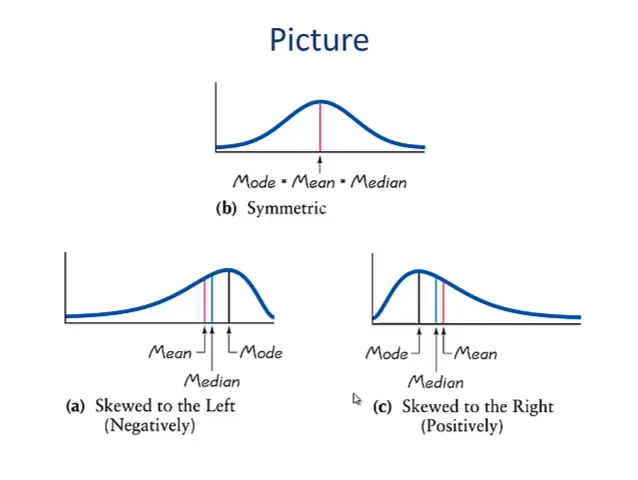 Picture
Mode = Mean = Median
(b) Symmetric
Mean
Mode
Median
(a) Skewed to the Left
(Negatively)
Mode
Mean
Median
(c) Skewed to the Right
(Positively)